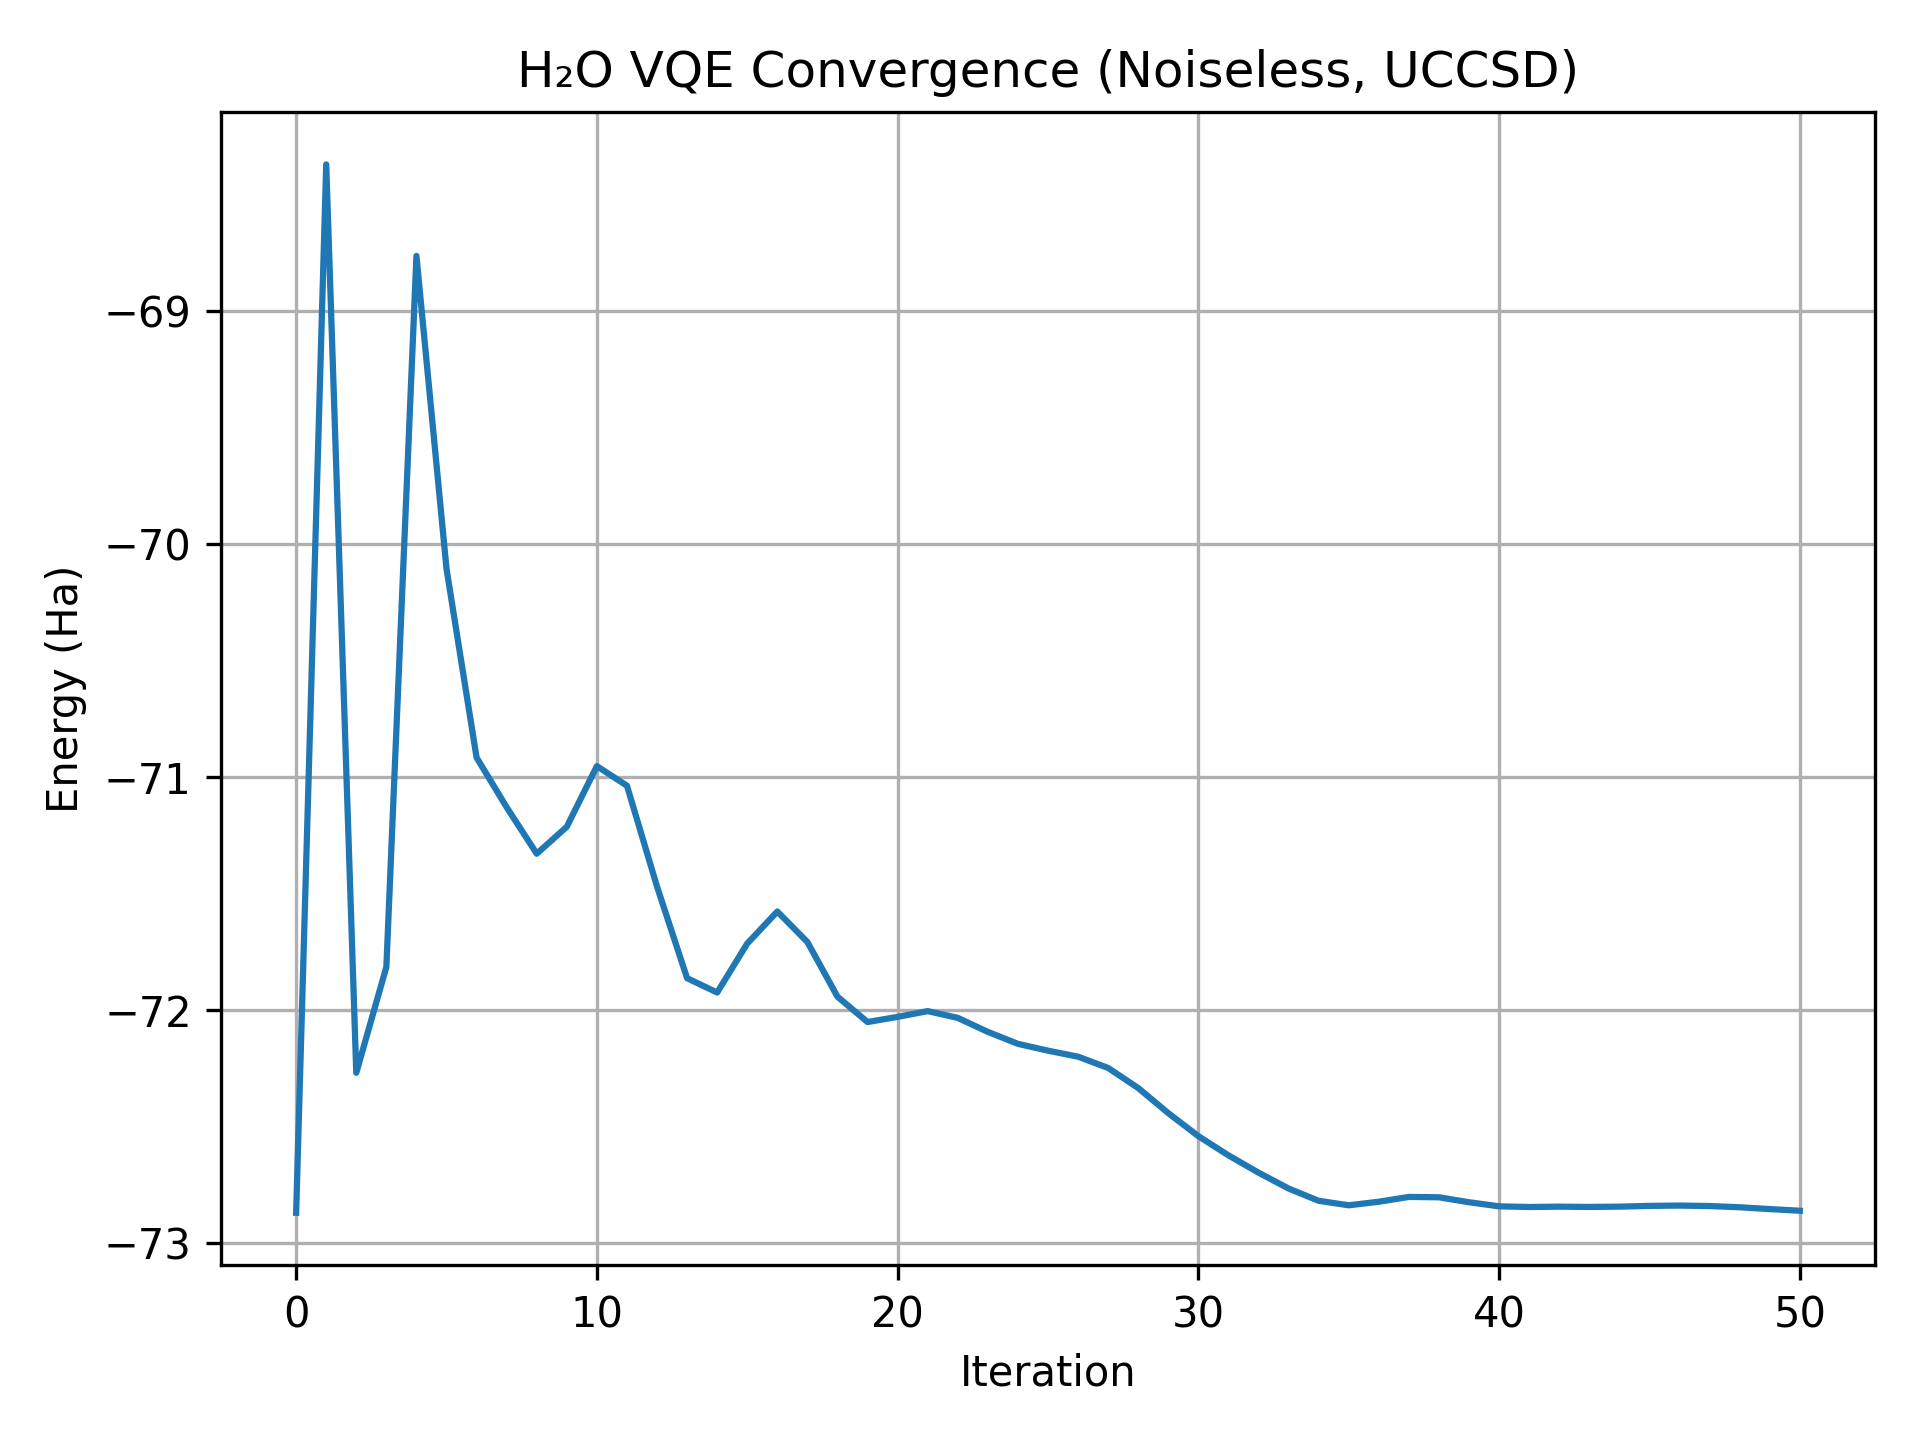 H₂O VQE Convergence (Noiseless, UCCSD)
Energy (Ha)
−69
−70
−71
−72
−73
0 10 20 30 40 50
Iteration